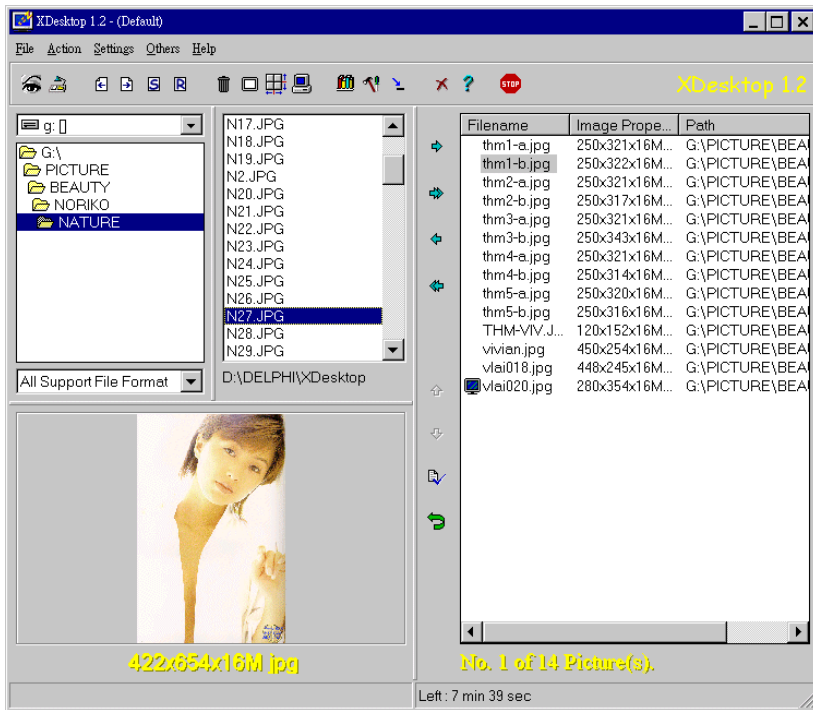 XDesktop 1.2 - (Default)
File Action Settings Others Help
S R STOP XDesktop 1.2
g: []
G:\
PICTURE
BEAUTY
NORIKO
NATURE
All Support File Format
N17.JPG
N18.JPG
N19.JPG
N2.JPG
N20.JPG
N21.JPG
N22.JPG
N23.JPG
N24.JPG
N25.JPG
N26.JPG
N27.JPG
N28.JPG
N29.JPG
D:\DELPHI\XDesktop
Filename Image Prope... Path
thm1-a.jpg 250x321x16M... G:\PICTURE\BEA
thm1-b.jpg 250x322x16M... G:\PICTURE\BEA
thm2-a.jpg 250x321x16M... G:\PICTURE\BEA
thm2-b.jpg 250x317x16M... G:\PICTURE\BEA
thm3-a.jpg 250x321x16M... G:\PICTURE\BEA
thm3-b.jpg 250x343x16M... G:\PICTURE\BEA
thm4-a.jpg 250x321x16M... G:\PICTURE\BEA
thm4-b.jpg 250x314x16M... G:\PICTURE\BEA
thm5-a.jpg 250x320x16M... G:\PICTURE\BEA
thm5-b.jpg 250x316x16M... G:\PICTURE\BEA
THM-VIV.J... 120x152x16M... G:\PICTURE\BEA
vivian.jpg 450x254x16M... G:\PICTURE\BEA
vlai018.jpg 448x245x16M... G:\PICTURE\BEA
vlai020.jpg 280x354x16M... G:\PICTURE\BEA
422x654x16M jpg
No. 1 of 14 Picture(s).
Left : 7 min 39 sec